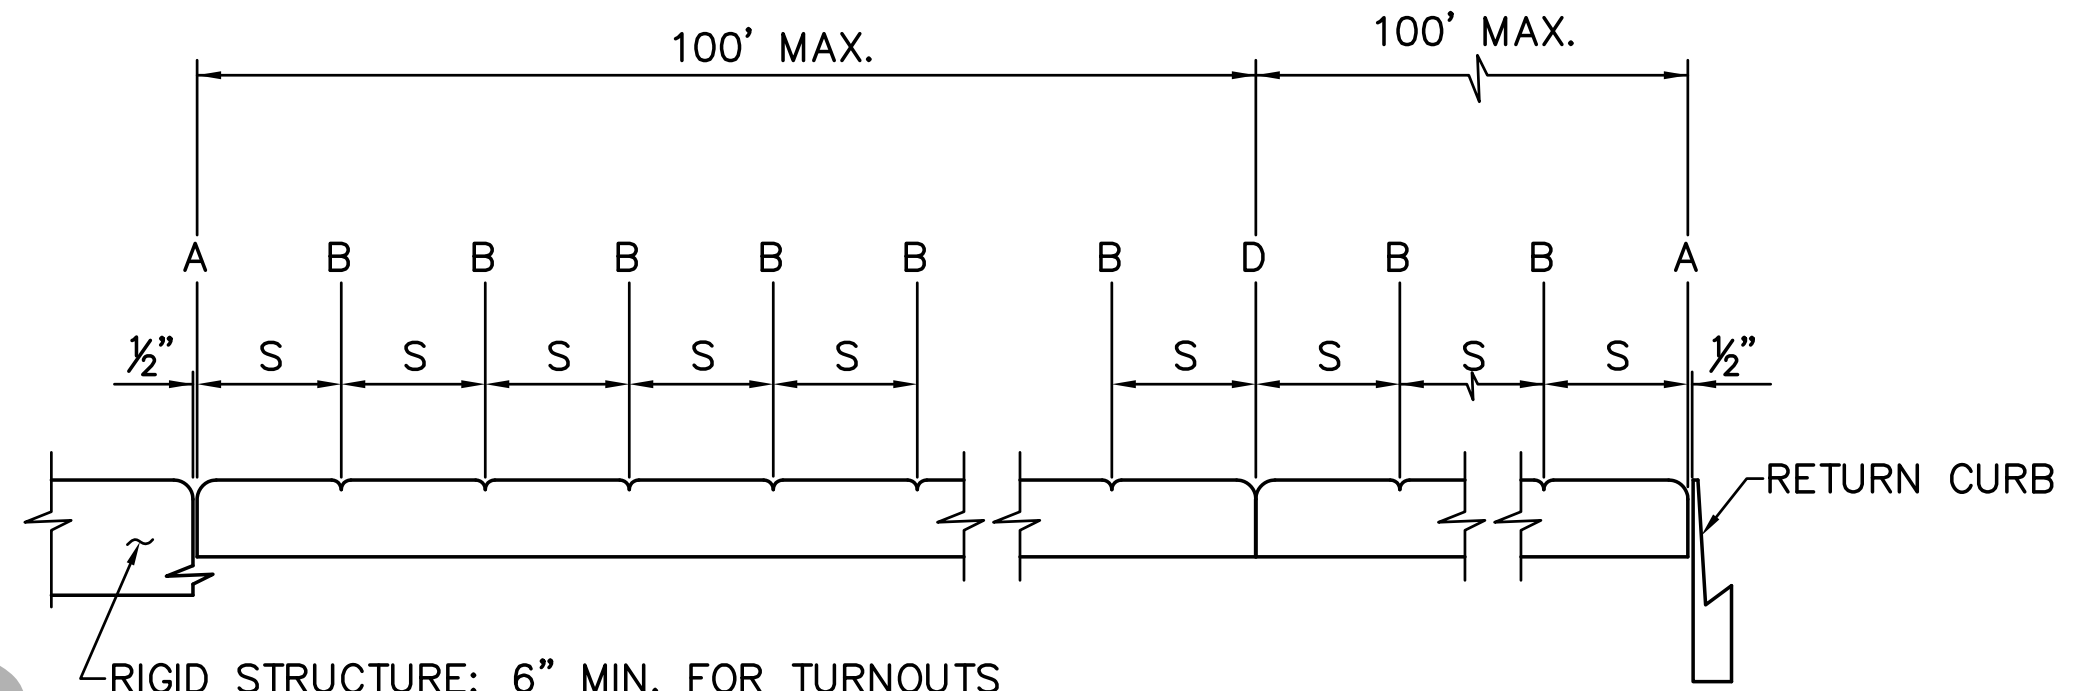 100' MAX. 100' MAX.
A B B B B B B D B B A
½" S S S S S S S S S ½"
RETURN CURB
RIGID STRUCTURE: 6" MIN. FOR TURNOUTS